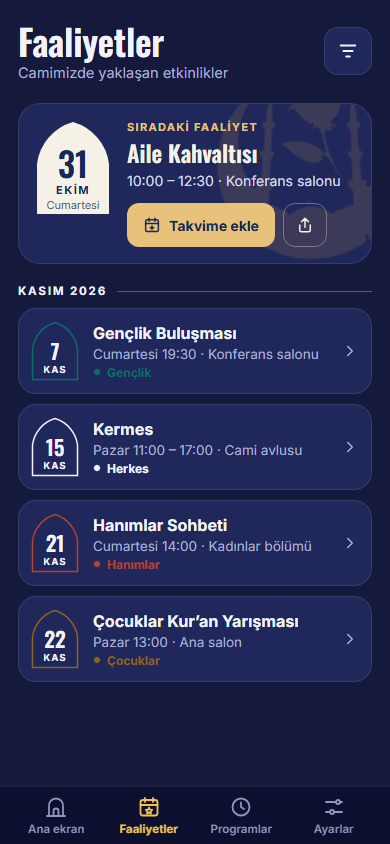 Faaliyetler
Camimizde yaklaşan etkinlikler
31
EKİM
Cumartesi
SIRADAKİ FAALİYET
Aile Kahvaltısı
10:00 – 12:30 · Konferans salonu
Takvime ekle
KASIM 2026
7
KAS
Gençlik Buluşması
Cumartesi 19:30 · Konferans salonu
Gençlik
15
KAS
Kermes
Pazar 11:00 – 17:00 · Cami avlusu
Herkes
21
KAS
Hanımlar Sohbeti
Cumartesi 14:00 · Kadınlar bölümü
Hanımlar
22
KAS
Çocuklar Kur’an Yarışması
Pazar 13:00 · Ana salon
Çocuklar
Ana ekran
Faaliyetler
Programlar
Ayarlar